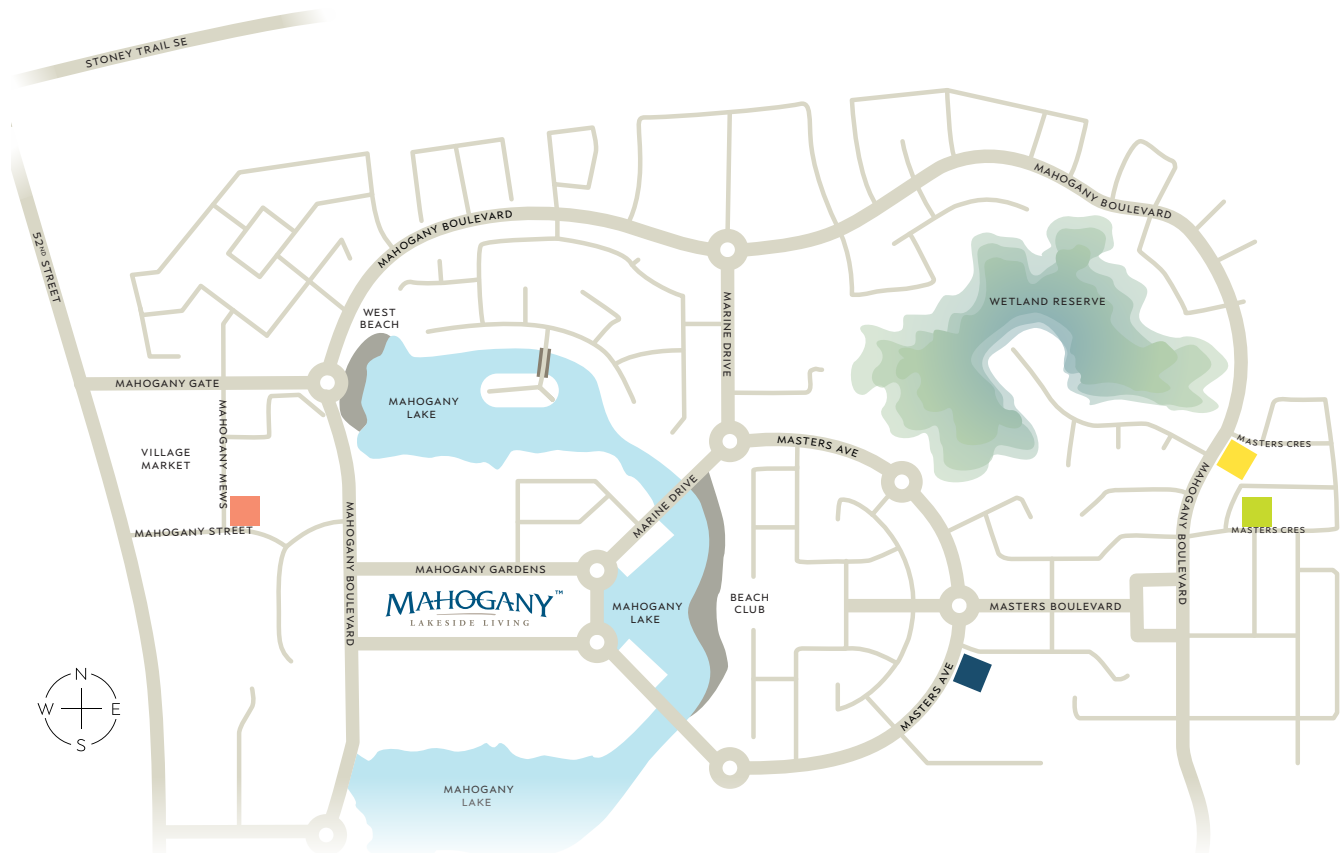 STONEY TRAIL SE
52ND STREET
MAHOGANY BOULEVARD
MAHOGANY BOULEVARD
MARINE DRIVE
WETLAND RESERVE
WEST
BEACH
MAHOGANY GATE
MAHOGANY
LAKE
MAHOGANY MEWS
VILLAGE
MARKET
MASTERS AVE
MASTERS CRES
MAHOGANY BOULEVARD
MARINE DRIVE
MAHOGANY STREET
MASTERS CRES
MAHOGANY BOULEVARD
MAHOGANY GARDENS
MAHOGANY™
LAKESIDE LIVING
MAHOGANY
LAKE
BEACH
CLUB
MASTERS BOULEVARD
MASTERS AVE
N
W E
S
MAHOGANY
LAKE